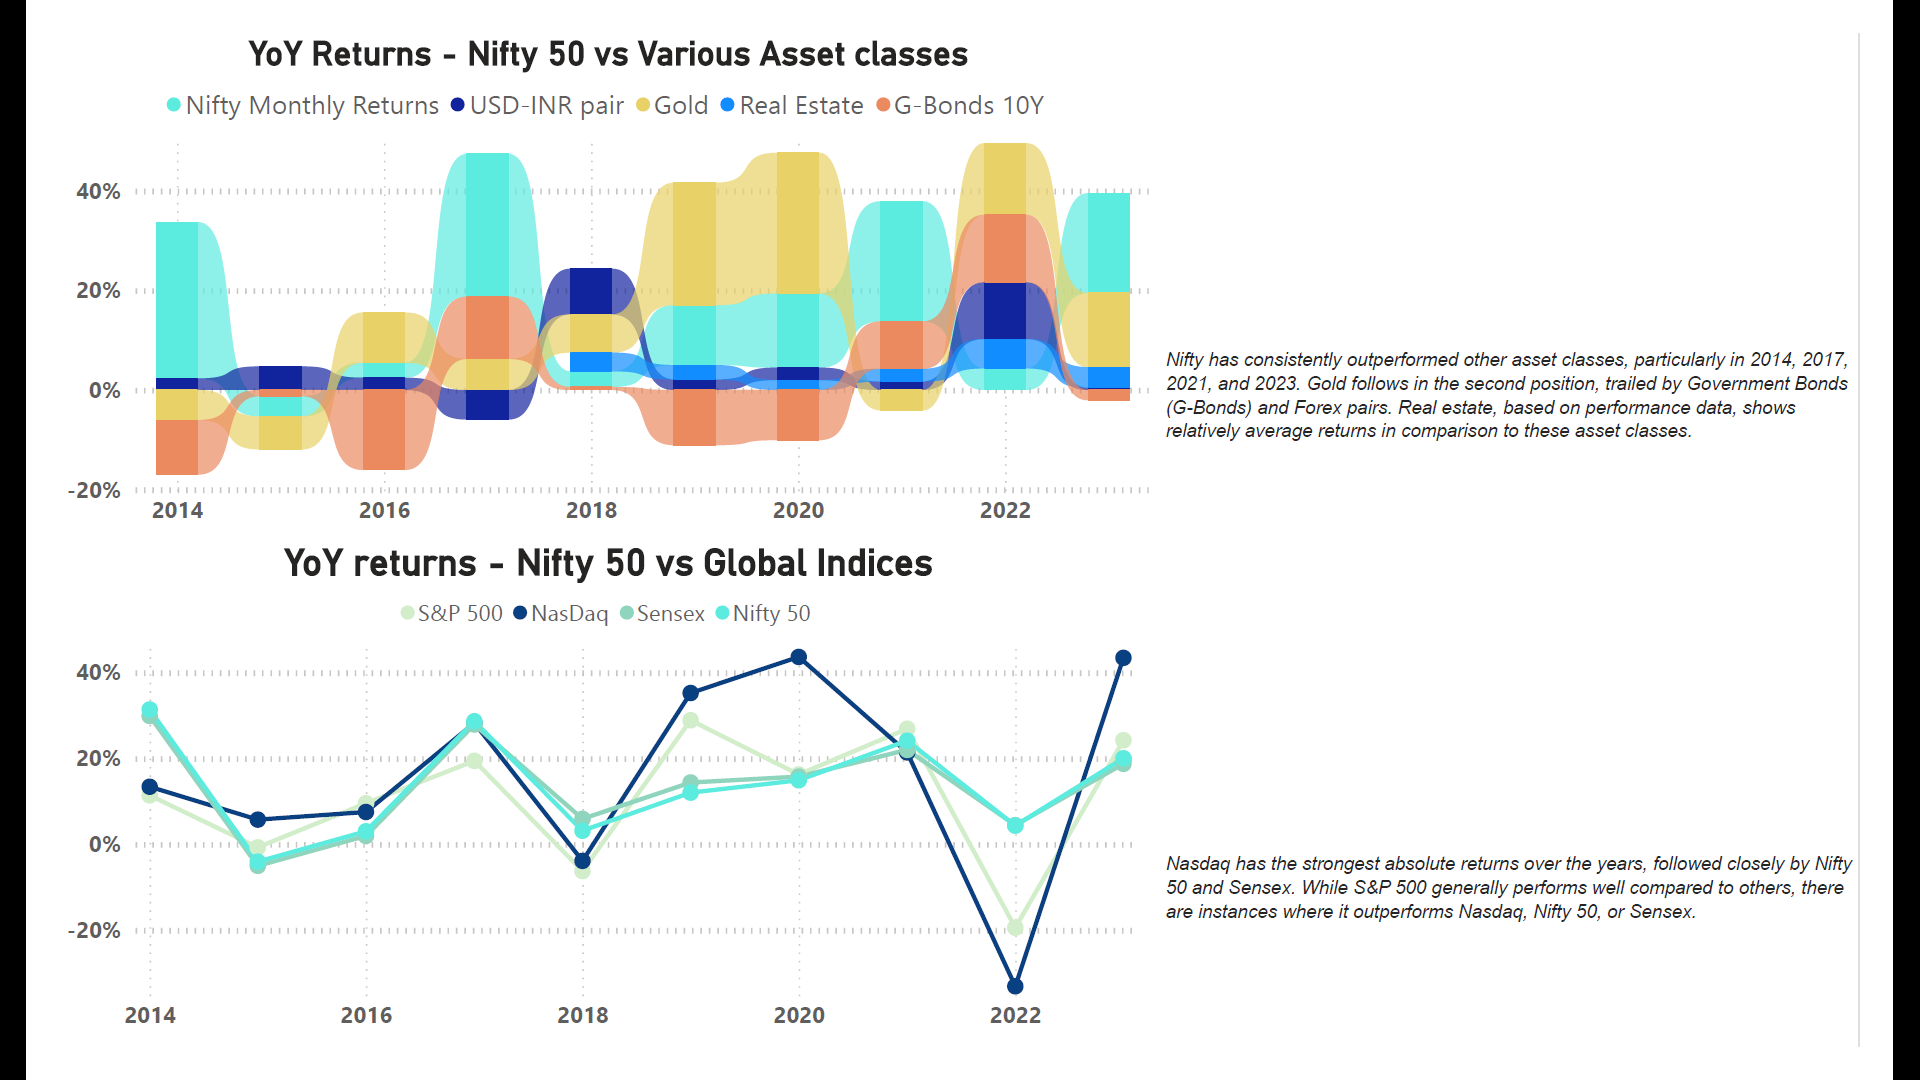 YoY Returns - Nifty 50 vs Various Asset classes
Nifty Monthly Returns USD-INR pair Gold Real Estate G-Bonds 10Y
40%
20%
0%
-20%
2014 2016 2018 2020 2022
Nifty has consistently outperformed other asset classes, particularly in 2014, 2017,
2021, and 2023. Gold follows in the second position, trailed by Government Bonds
(G-Bonds) and Forex pairs. Real estate, based on performance data, shows
relatively average returns in comparison to these asset classes.
YoY returns - Nifty 50 vs Global Indices
S&P 500 NasDaq Sensex Nifty 50
40%
20%
0%
-20%
2014 2016 2018 2020 2022
Nasdaq has the strongest absolute returns over the years, followed closely by Nifty
50 and Sensex. While S&P 500 generally performs well compared to others, there
are instances where it outperforms Nasdaq, Nifty 50, or Sensex.